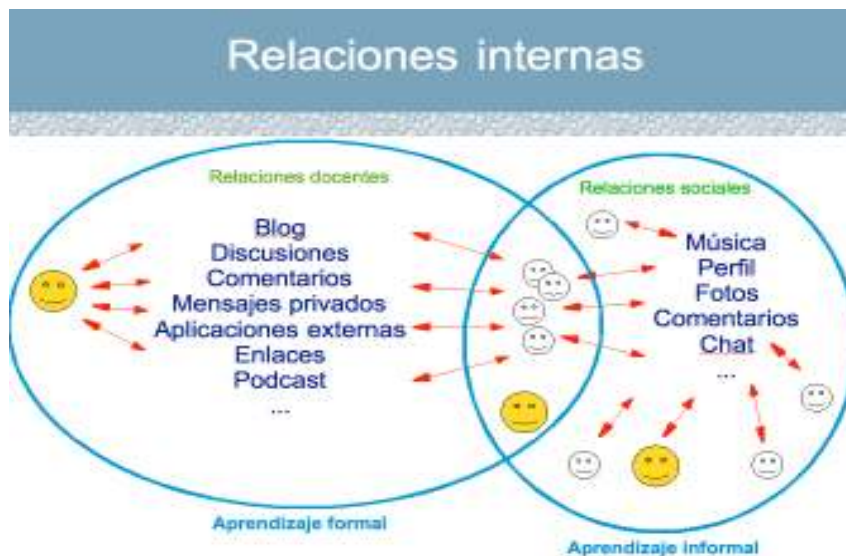 Relaciones internas
Relaciones docentes
Blog
Discusiones
Comentarios
Mensajes privados
Aplicaciones externas
Enlaces
Podcast
...
Aprendizaje formal
Relaciones sociales
Música
Perfil
Fotos
Comentarios
Chat
...
Aprendizaje informal